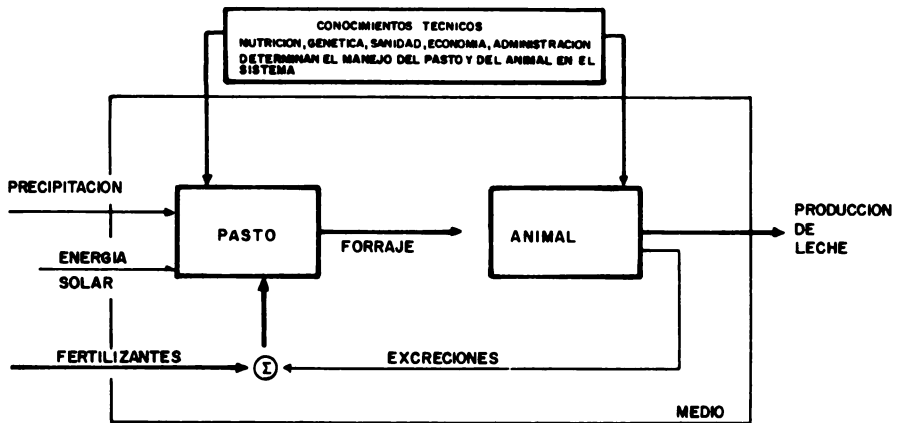 CONOCIMIENTOS TECNICOS
NUTRICION, GENETICA, SANIDAD, ECONOMIA, ADMINISTRACION
DETERMINAN EL MANEJO DEL PASTO Y DEL ANIMAL EN EL
SISTEMA
PRECIPITACION
PASTO
FORRAJE
ANIMAL
PRODUCCION
DE
LECHE
ENERGIA
SOLAR
FERTILIZANTES
Σ
EXCRECIONES
MEDIO